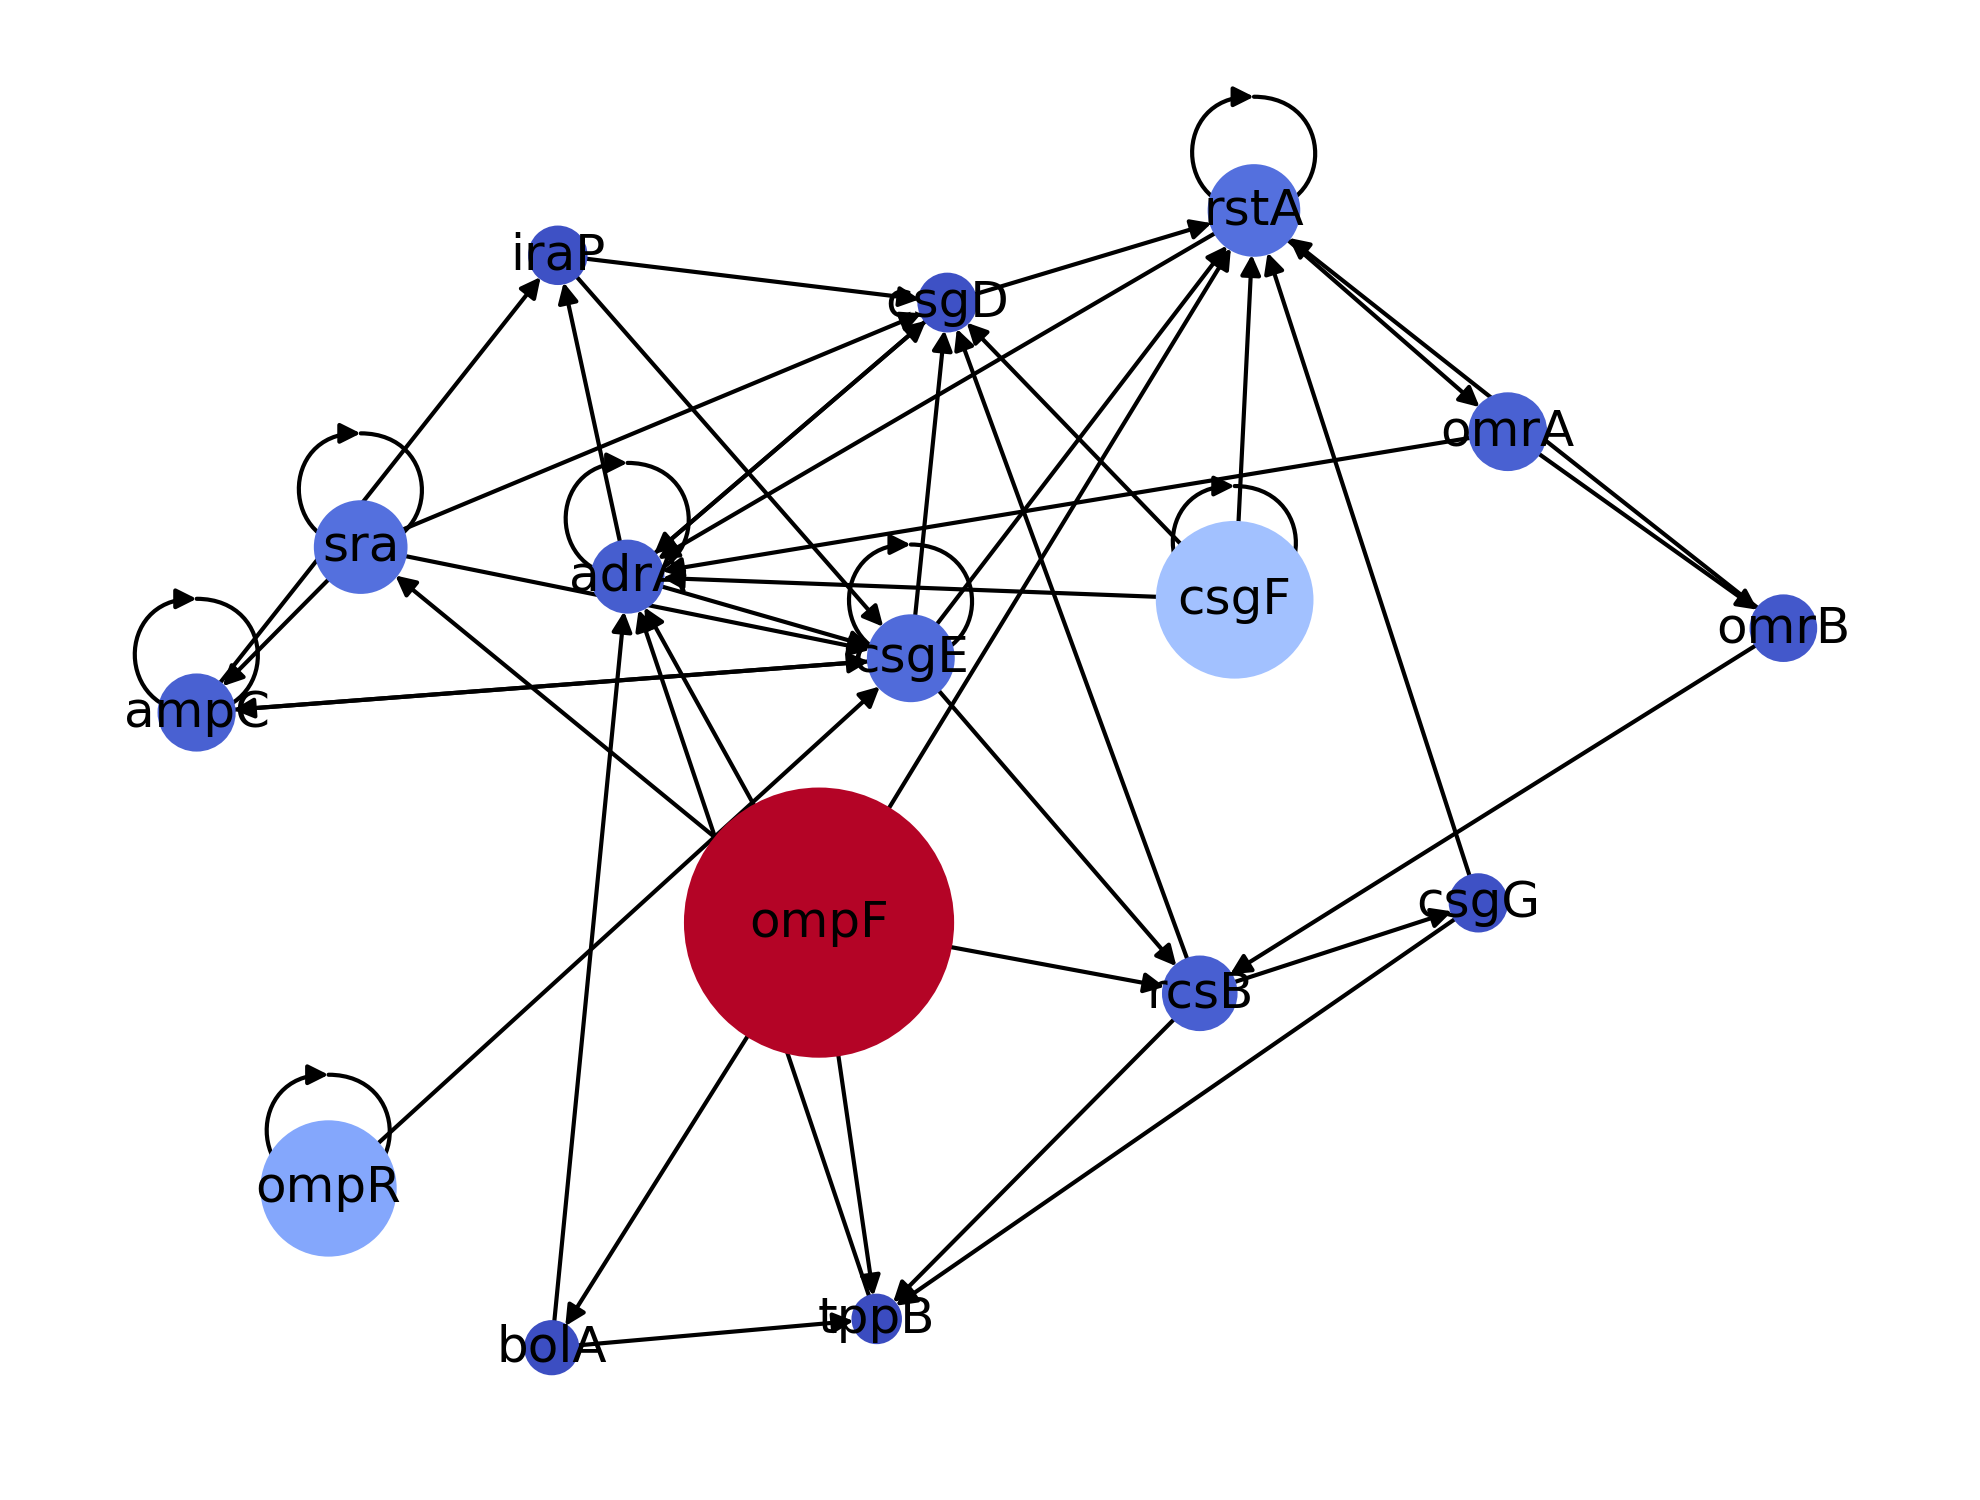 rstA
iraP
csgD
omrA
sra
adrA
csgF
omrB
csgE
ampC
csgG
ompF
rcsB
ompR
tppB
bolA